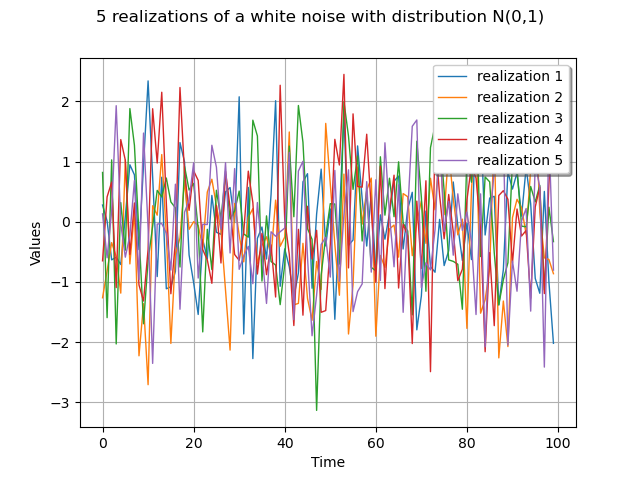 5 realizations of a white noise with distribution N(0,1)
realization 1
realization 2
realization 3
realization 4
realization 5
Values
2
1
0
−1
−2
−3
0 20 40 60 80 100
Time